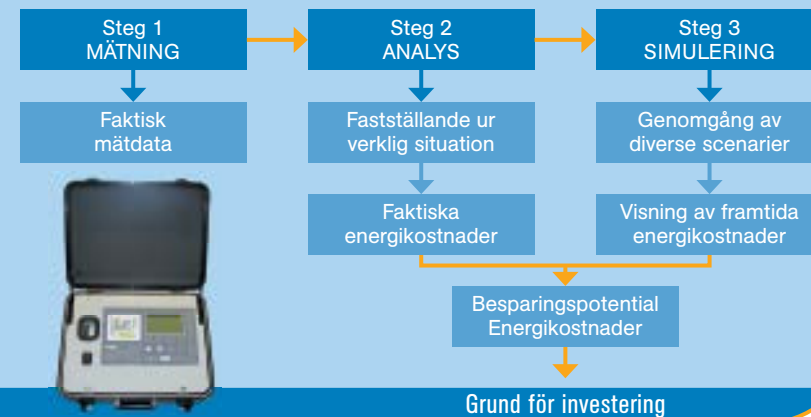 Steg 1
MÄTNING
Steg 2
ANALYS
Steg 3
SIMULERING
Faktisk
mätdata
Fastställande ur
verklig situation
Genomgång av
diverse scenarier
Faktiska
energikostnader
Visning av framtida
energikostnader
Besparingspotential
Energikostnader
Grund för investering